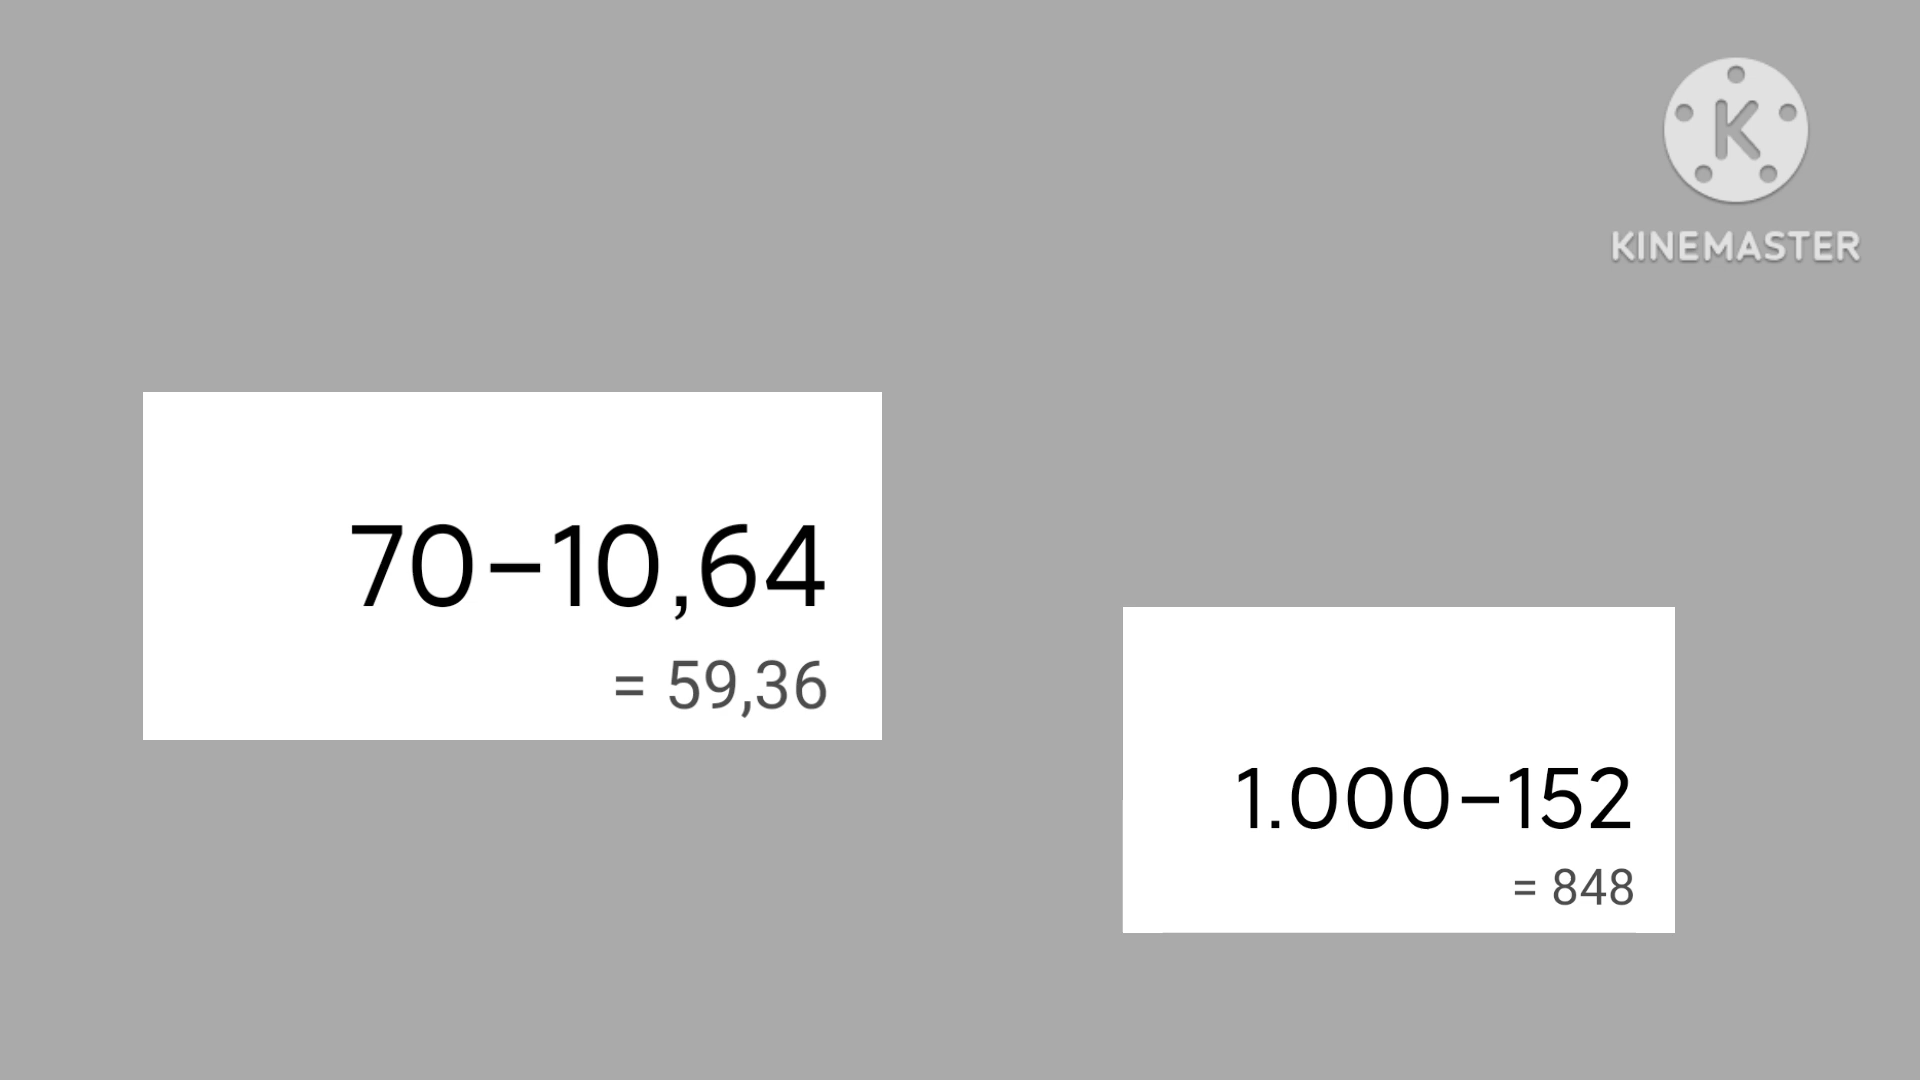 K
KINEMASTER
70−10,64
= 59,36
1.000−152
= 848